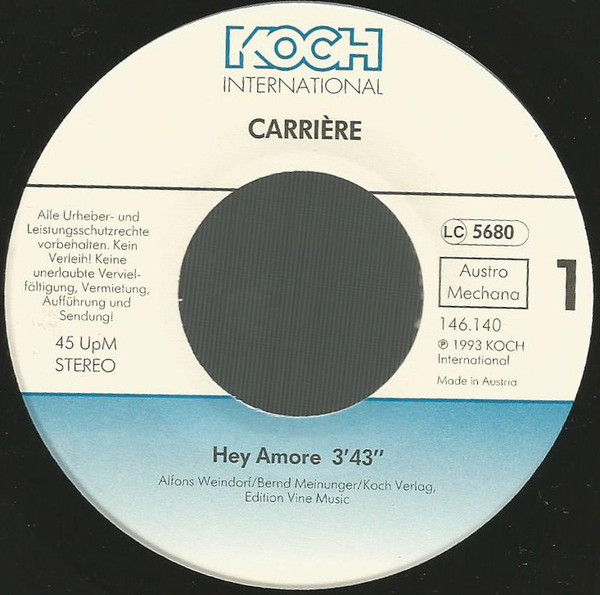 KOCH
INTERNATIONAL
CARRIÈRE
Alle Urheber- und
Leistungsschutzrechte
vorbehalten. Kein
Verleih! Keine
unerlaubte Verviel-
fältigung, Vermietung,
Aufführung und
Sendung!
45 UpM
STEREO
LC 5680
Austro
Mechana
1
146.140
℗ 1993 KOCH
International
Made in Austria
Hey Amore 3'43"
Alfons Weindorf/Bernd Meinunger/Koch Verlag,
Edition Vine Music